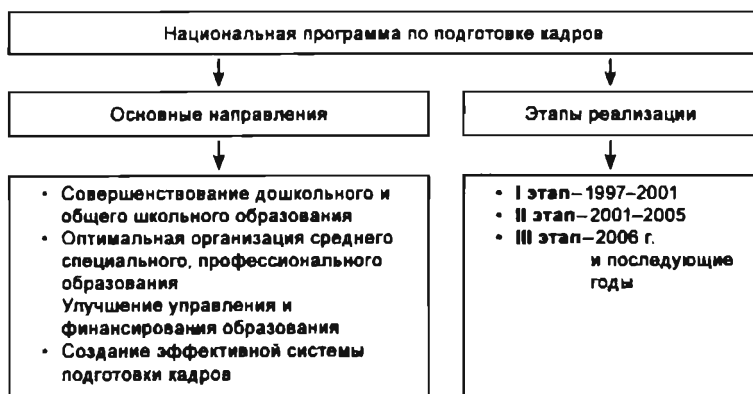 Национальная программа по подготовке кадров
Основные направления
• Совершенствование дошкольного и
общего школьного образования
• Оптимальная организация среднего
специального, профессионального
образования
Улучшение управления и
финансирования образования
• Создание эффективной системы
подготовки кадров
Этапы реализации
• I этап–1997–2001
• II этап–2001–2005
• III этап–2006 г.
и последующие
годы